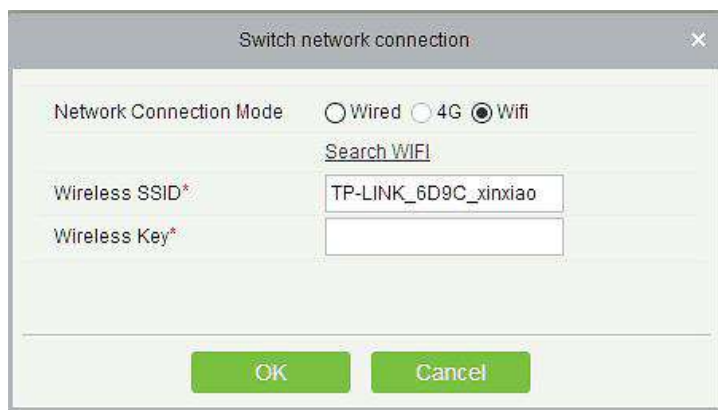 Switch network connection
Network Connection Mode Wired 4G Wifi
Search WIFI
Wireless SSID* TP-LINK_6D9C_xinxiao
Wireless Key*
OK Cancel